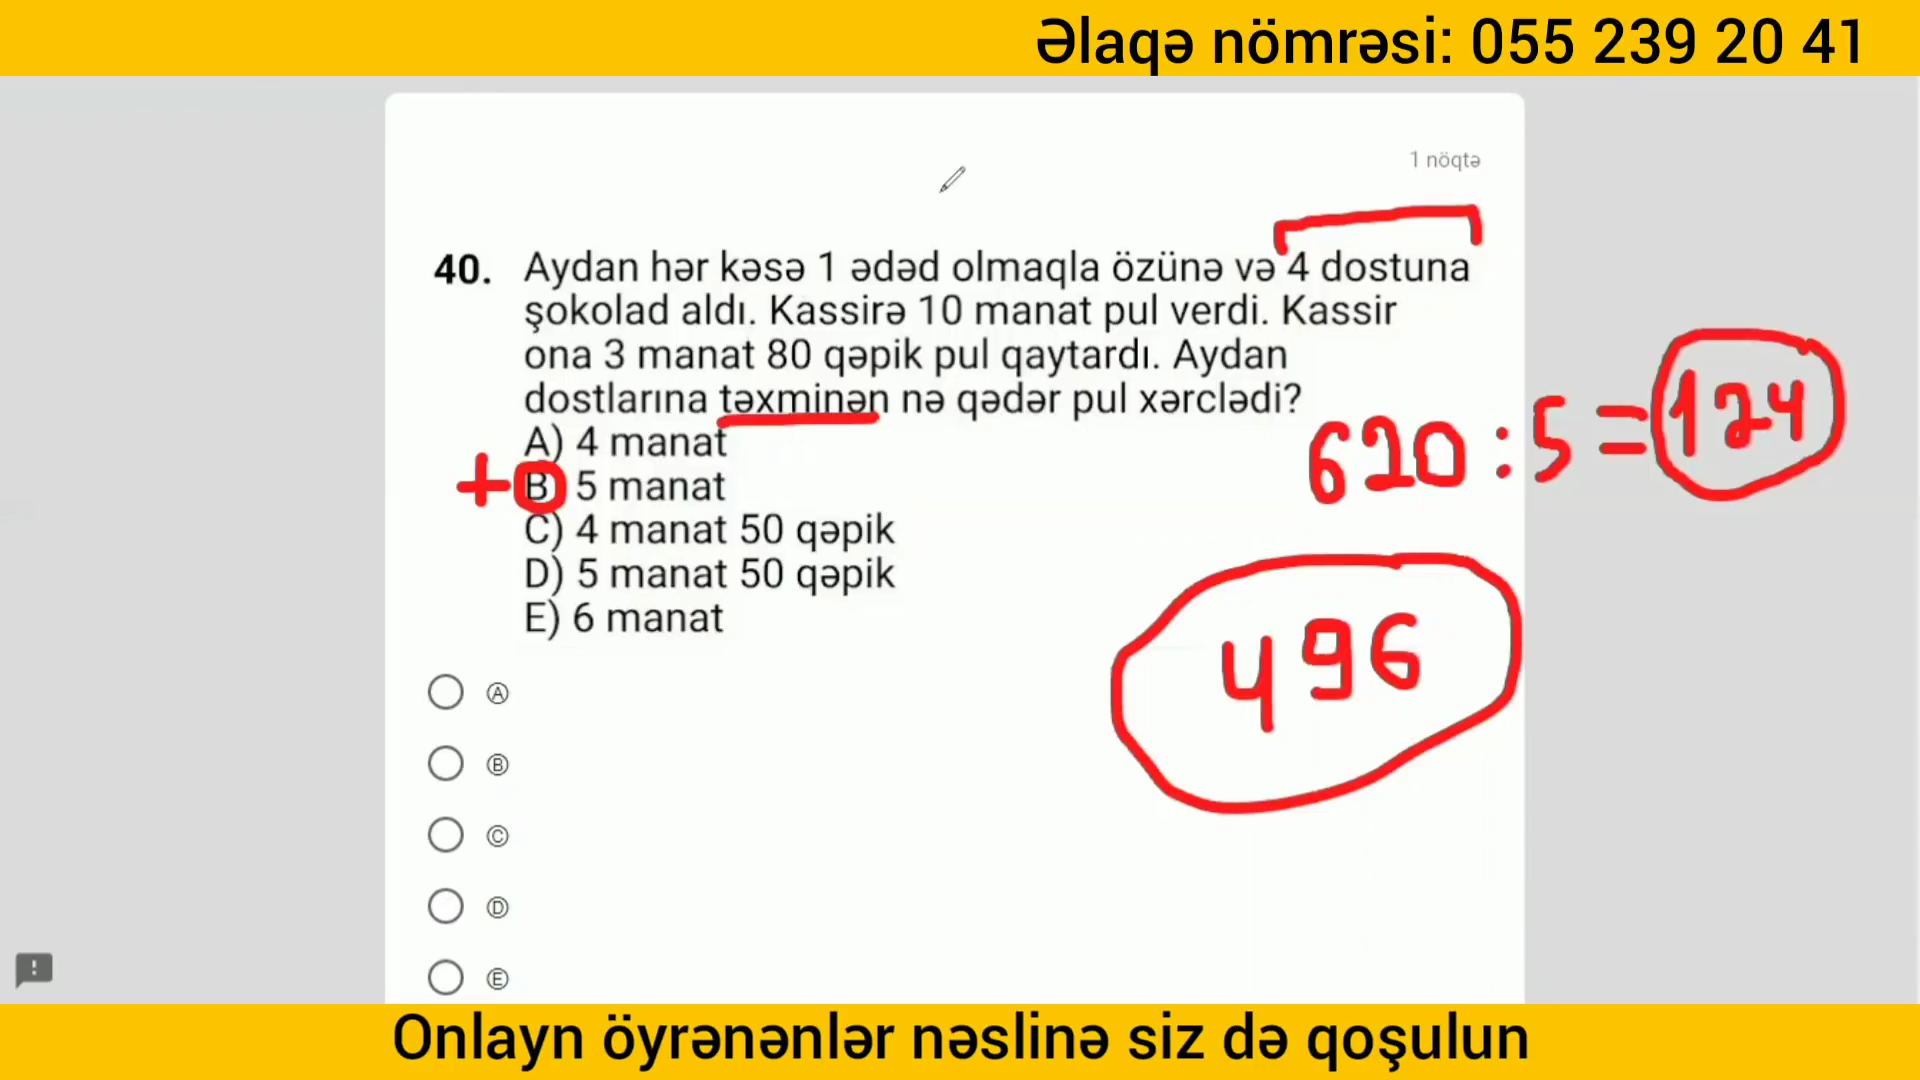 Əlaqə nömrəsi: 055 239 20 41
1 nöqtə
40. Aydan hər kəsə 1 ədəd olmaqla özünə və 4 dostuna
şokolad aldı. Kassirə 10 manat pul verdi. Kassir
ona 3 manat 80 qəpik pul qaytardı. Aydan
dostlarına təxminən nə qədər pul xərclədi?
A) 4 manat
+ B) 5 manat
C) 4 manat 50 qəpik
D) 5 manat 50 qəpik
E) 6 manat
620 : 5 = 124
496
Ⓐ
Ⓑ
Ⓒ
Ⓓ
Ⓔ
Onlayn öyrənənlər nəslinə siz də qoşulun